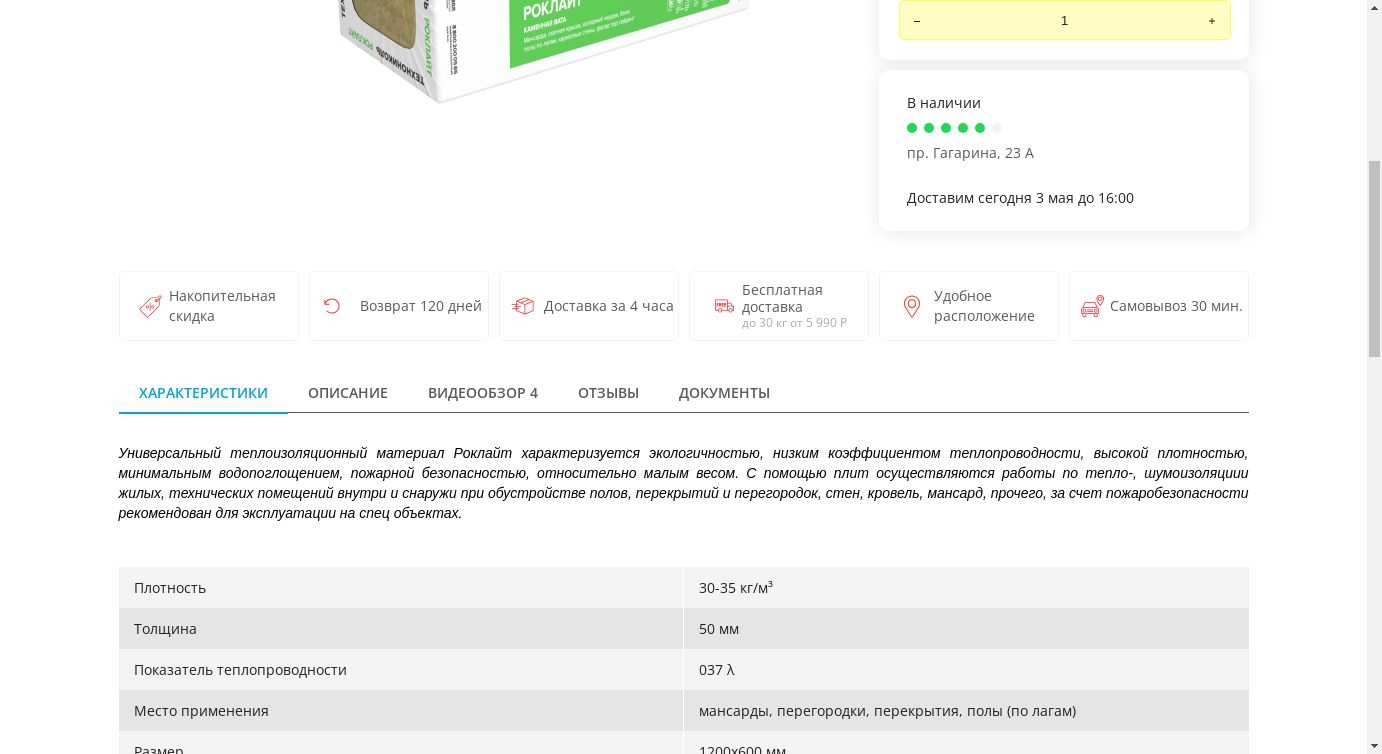 РОКЛАЙТ
КАМЕННАЯ ВАТА
РОКЛАЙТ
ТЕХНОНИКОЛЬ
8 800 200 05 65
–
1
+
В наличии
пр. Гагарина, 23 А
Доставим сегодня 3 мая до 16:00
Накопительная
скидка
Возврат 120 дней
Доставка за 4 часа
FREE
Бесплатная
доставка
до 30 кг от 5 990 Р
Удобное
расположение
Самовывоз 30 мин.
ХАРАКТЕРИСТИКИ ОПИСАНИЕ ВИДЕООБЗОР 4 ОТЗЫВЫ ДОКУМЕНТЫ
Универсальный теплоизоляционный материал Роклайт характеризуется экологичностью, низким коэффициентом теплопроводности, высокой плотностью,
минимальным водопоглощением, пожарной безопасностью, относительно малым весом. С помощью плит осуществляются работы по тепло-, шумоизоляциии
жилых, технических помещений внутри и снаружи при обустройстве полов, перекрытий и перегородок, стен, кровель, мансард, прочего, за счет пожаробезопасности
рекомендован для эксплуатации на спец объектах.
Плотность 30-35 кг/м³
Толщина 50 мм
Показатель теплопроводности 037 λ
Место применения мансарды, перегородки, перекрытия, полы (по лагам)
Размер 1200х600 мм